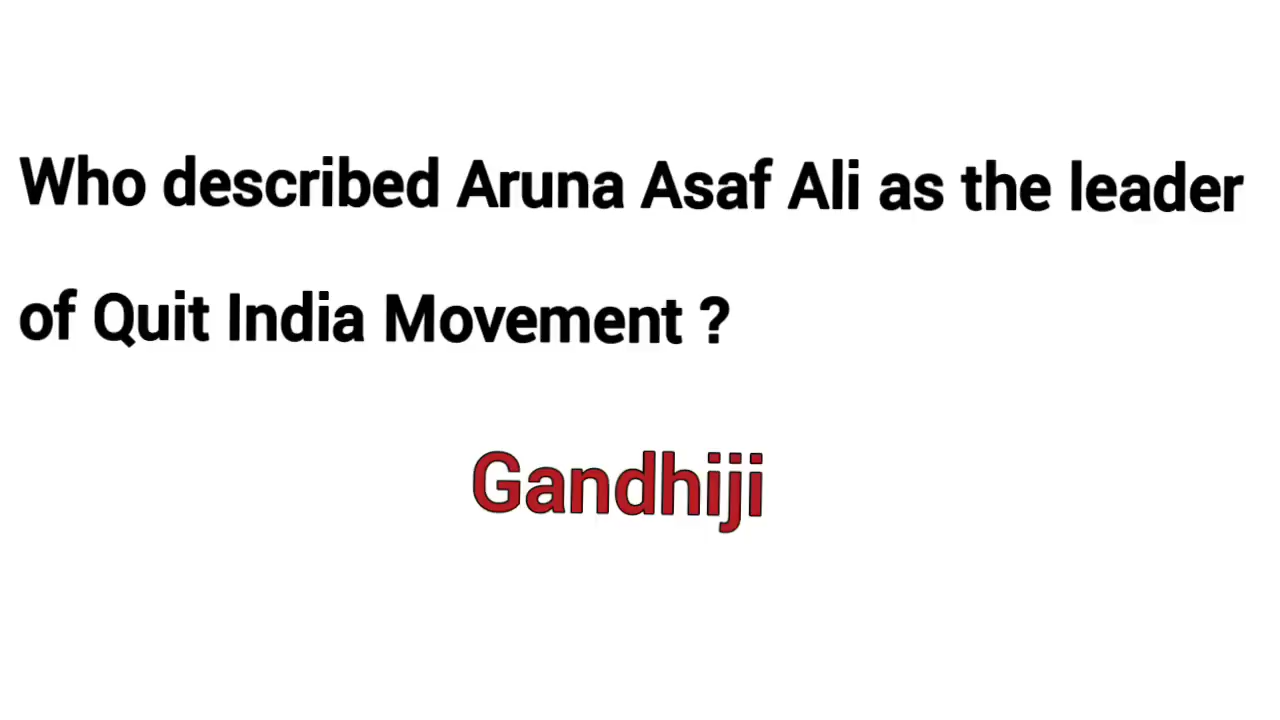 Who described Aruna Asaf Ali as the leader
of Quit India Movement ?
Gandhiji